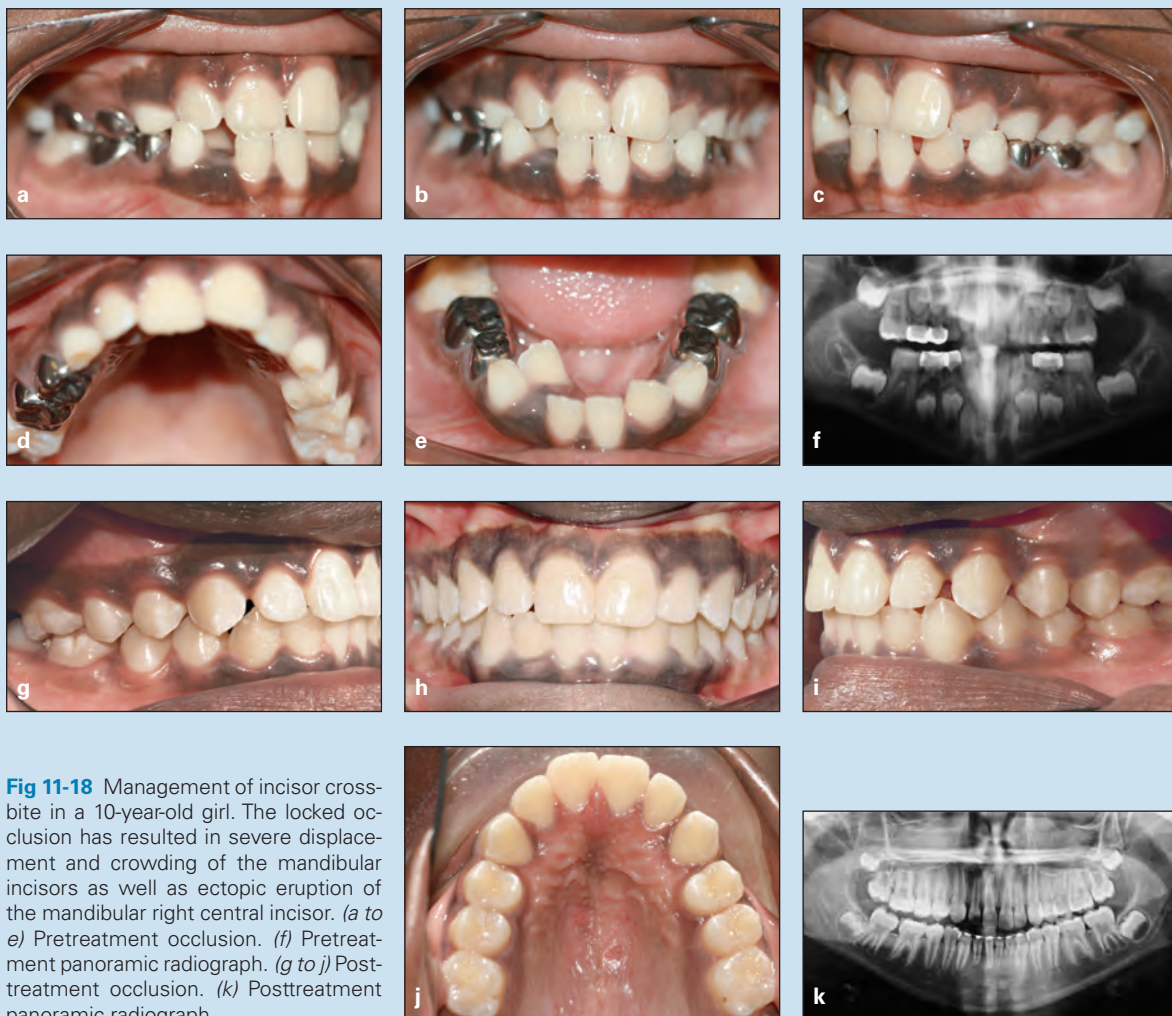 a
b
c
d
e
f
g
h
i
Fig 11-18 Management of incisor cross-
bite in a 10-year-old girl. The locked oc-
clusion has resulted in severe displace-
ment and crowding of the mandibular
incisors as well as ectopic eruption of
the mandibular right central incisor. (a to
e) Pretreatment occlusion. (f) Pretreat-
ment panoramic radiograph. (g to j) Post-
treatment occlusion. (k) Posttreatment
panoramic radiograph
j
k